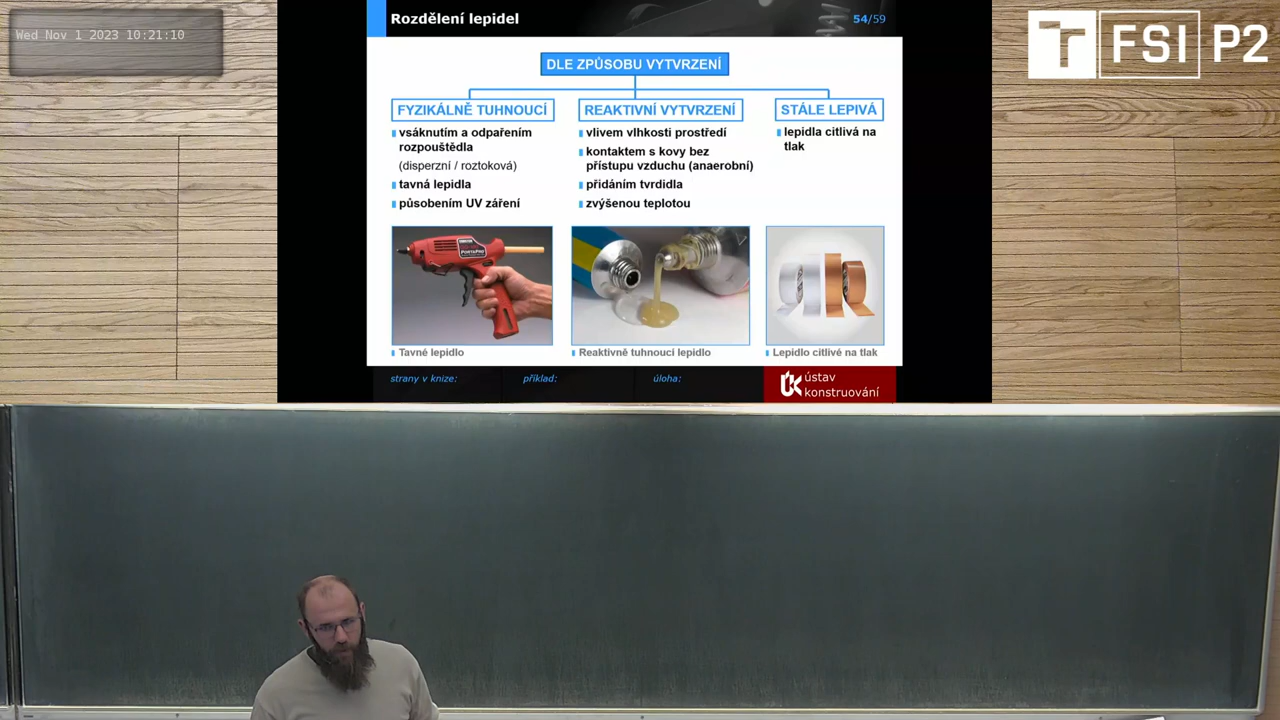 Wed Nov 1 2023 10:21:10
Rozdělení lepidel
54/59
FSI P2
DLE ZPŮSOBU VYTVRZENÍ
FYZIKÁLNĚ TUHNOUCÍ
vsáknutím a odpařením
rozpouštědla
(disperzní / roztoková)
tavná lepidla
působením UV záření
REAKTIVNÍ VYTVRZENÍ
vlivem vlhkosti prostředí
kontaktem s kovy bez
přístupu vzduchu (anaerobní)
přidáním tvrdidla
zvýšenou teplotou
STÁLE LEPIVÁ
lepidla citlivá na
tlak
Tavné lepidlo
Reaktivně tuhnouci lepidlo
Lepidlo citlivé na tlak
strany v knize:
příklad:
úloha:
ústav
konstruování